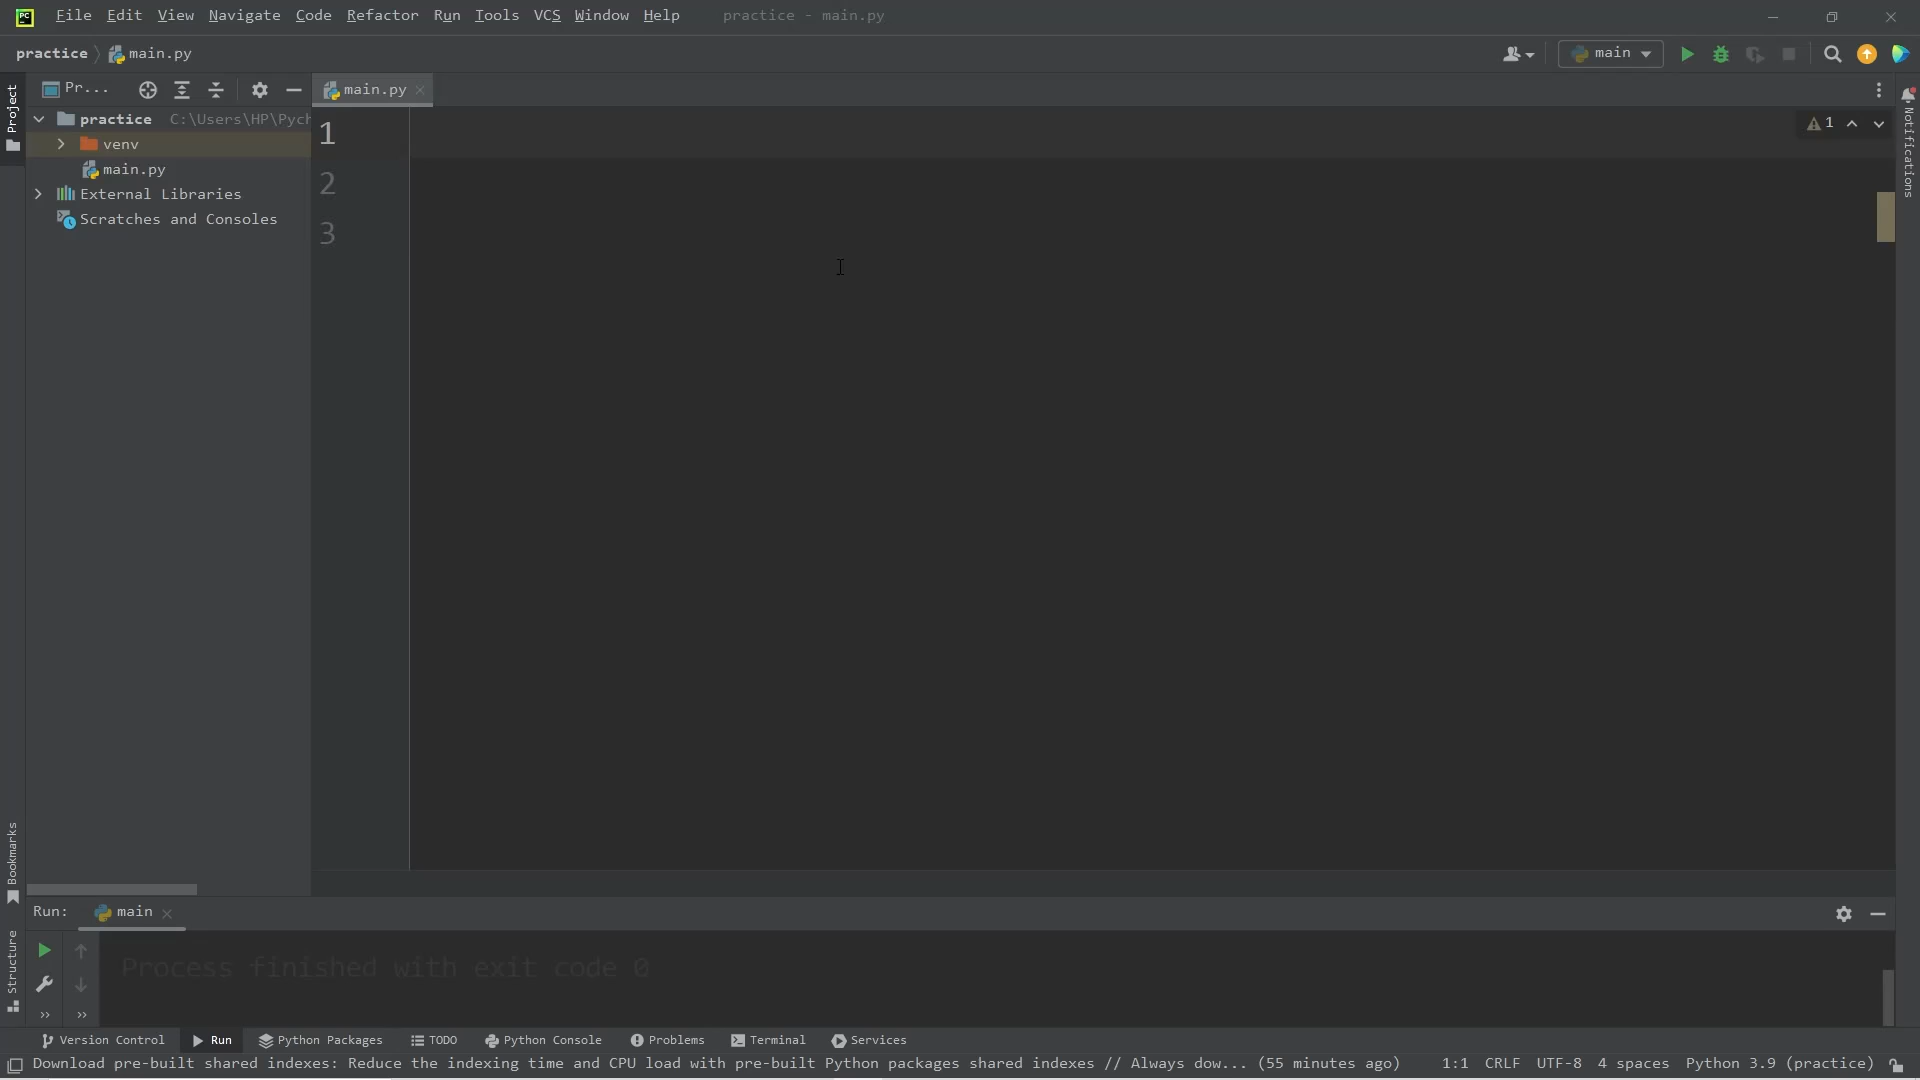 File Edit View Navigate Code Refactor Run Tools VCS Window Help practice - main.py
practice main.py
main
Pr...
main.py
practice C:\Users\HP\Pych
venv
main.py
External Libraries
Scratches and Consoles
1
2
3
1
Project
Notifications
Bookmarks
Structure
Run: main
Process finished with exit code 0
Version Control Run Python Packages TODO Python Console Problems Terminal Services
Download pre-built shared indexes: Reduce the indexing time and CPU load with pre-built Python packages shared indexes // Always dow... (55 minutes ago) 1:1 CRLF UTF-8 4 spaces Python 3.9 (practice)